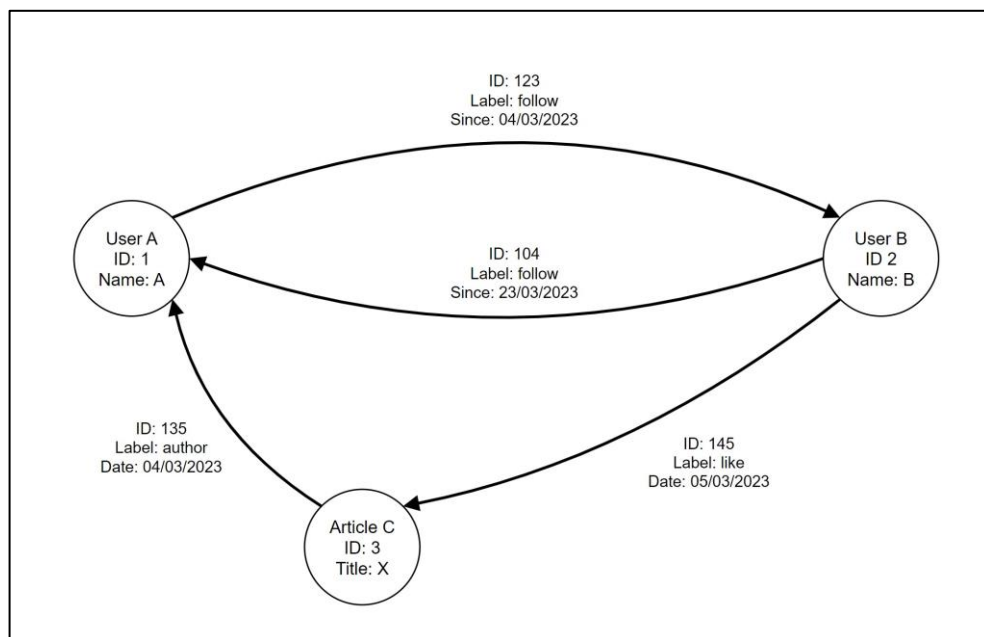 ID: 123
Label: follow
Since: 04/03/2023
User A
ID: 1
Name: A
ID: 104
Label: follow
Since: 23/03/2023
User B
ID 2
Name: B
ID: 135
Label: author
Date: 04/03/2023
ID: 145
Label: like
Date: 05/03/2023
Article C
ID: 3
Title: X